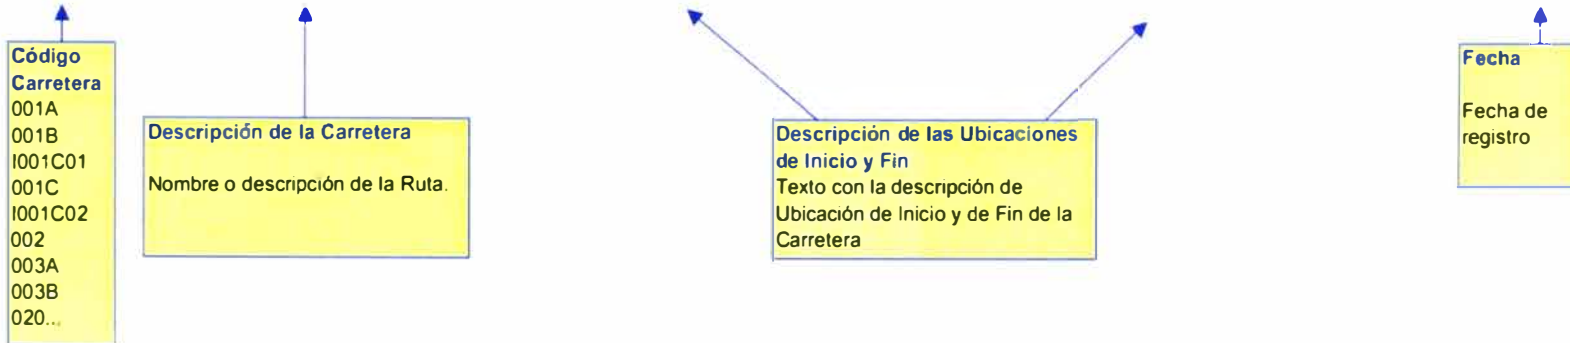 Código
Carretera
001A
001B
I001C01
001C
I001C02
002
003A
003B
020...
Descripción de la Carretera
Nombre o descripción de la Ruta.
Descripción de las Ubicaciones
de Inicio y Fin
Texto con la descripción de
Ubicación de Inicio y de Fin de la
Carretera
Fecha
Fecha de
registro